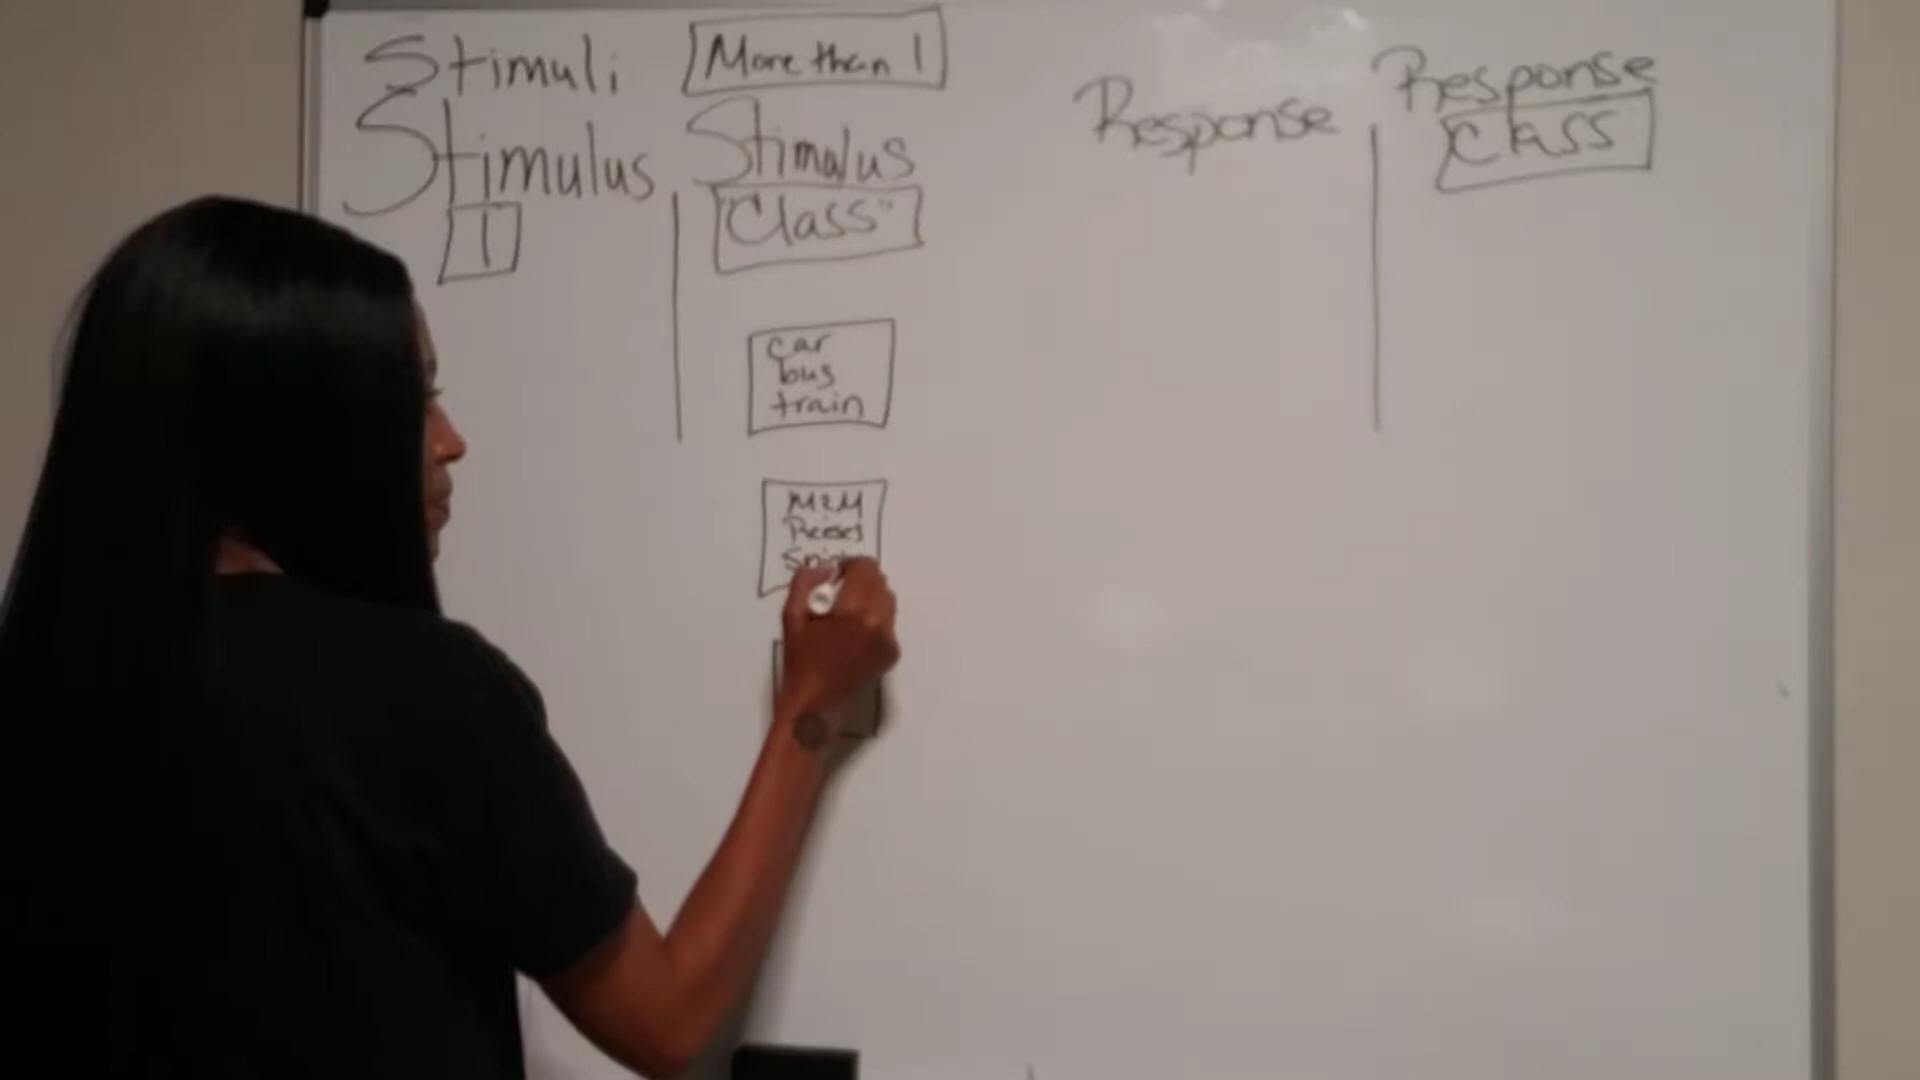 Stimuli More than 1
Stimulus
1
Stimulus
"Class"
car
bus
train
M&M
Reeses
Response
Response
Class